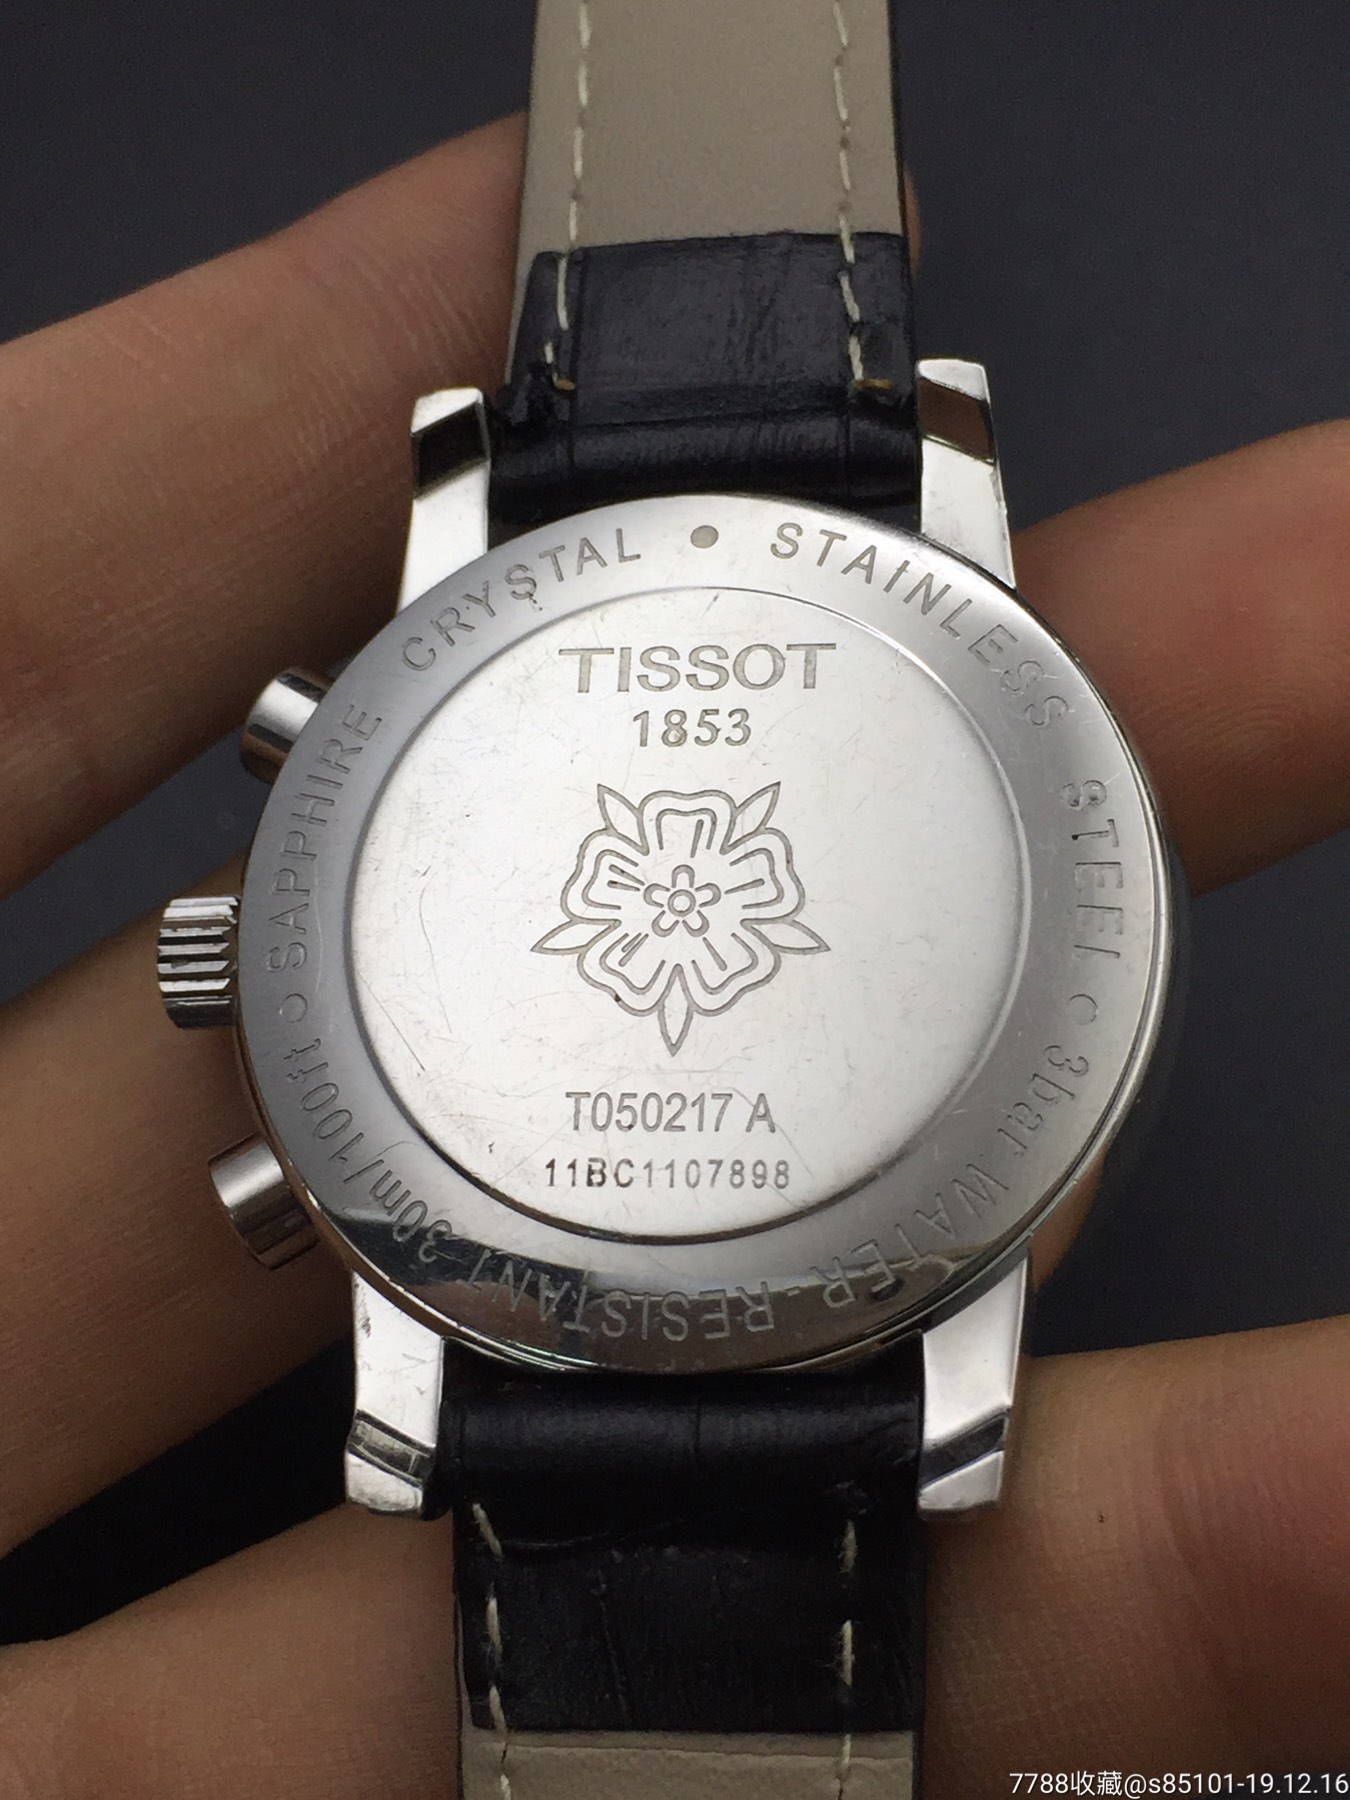 TISSOT
1853
T050217 A
11BC1107898
STAINLESS STEEL • 3bar WATER-RESISTANT 30m/100ft • SAPPHIRE CRYSTAL •
7788收藏@s85101-19.12.16